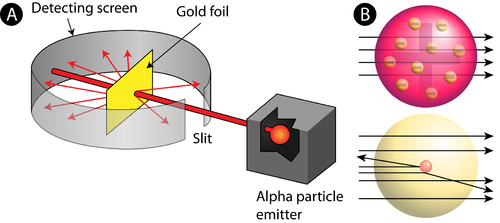 A
Detecting screen
Gold foil
Slit
Alpha particle
emitter
B